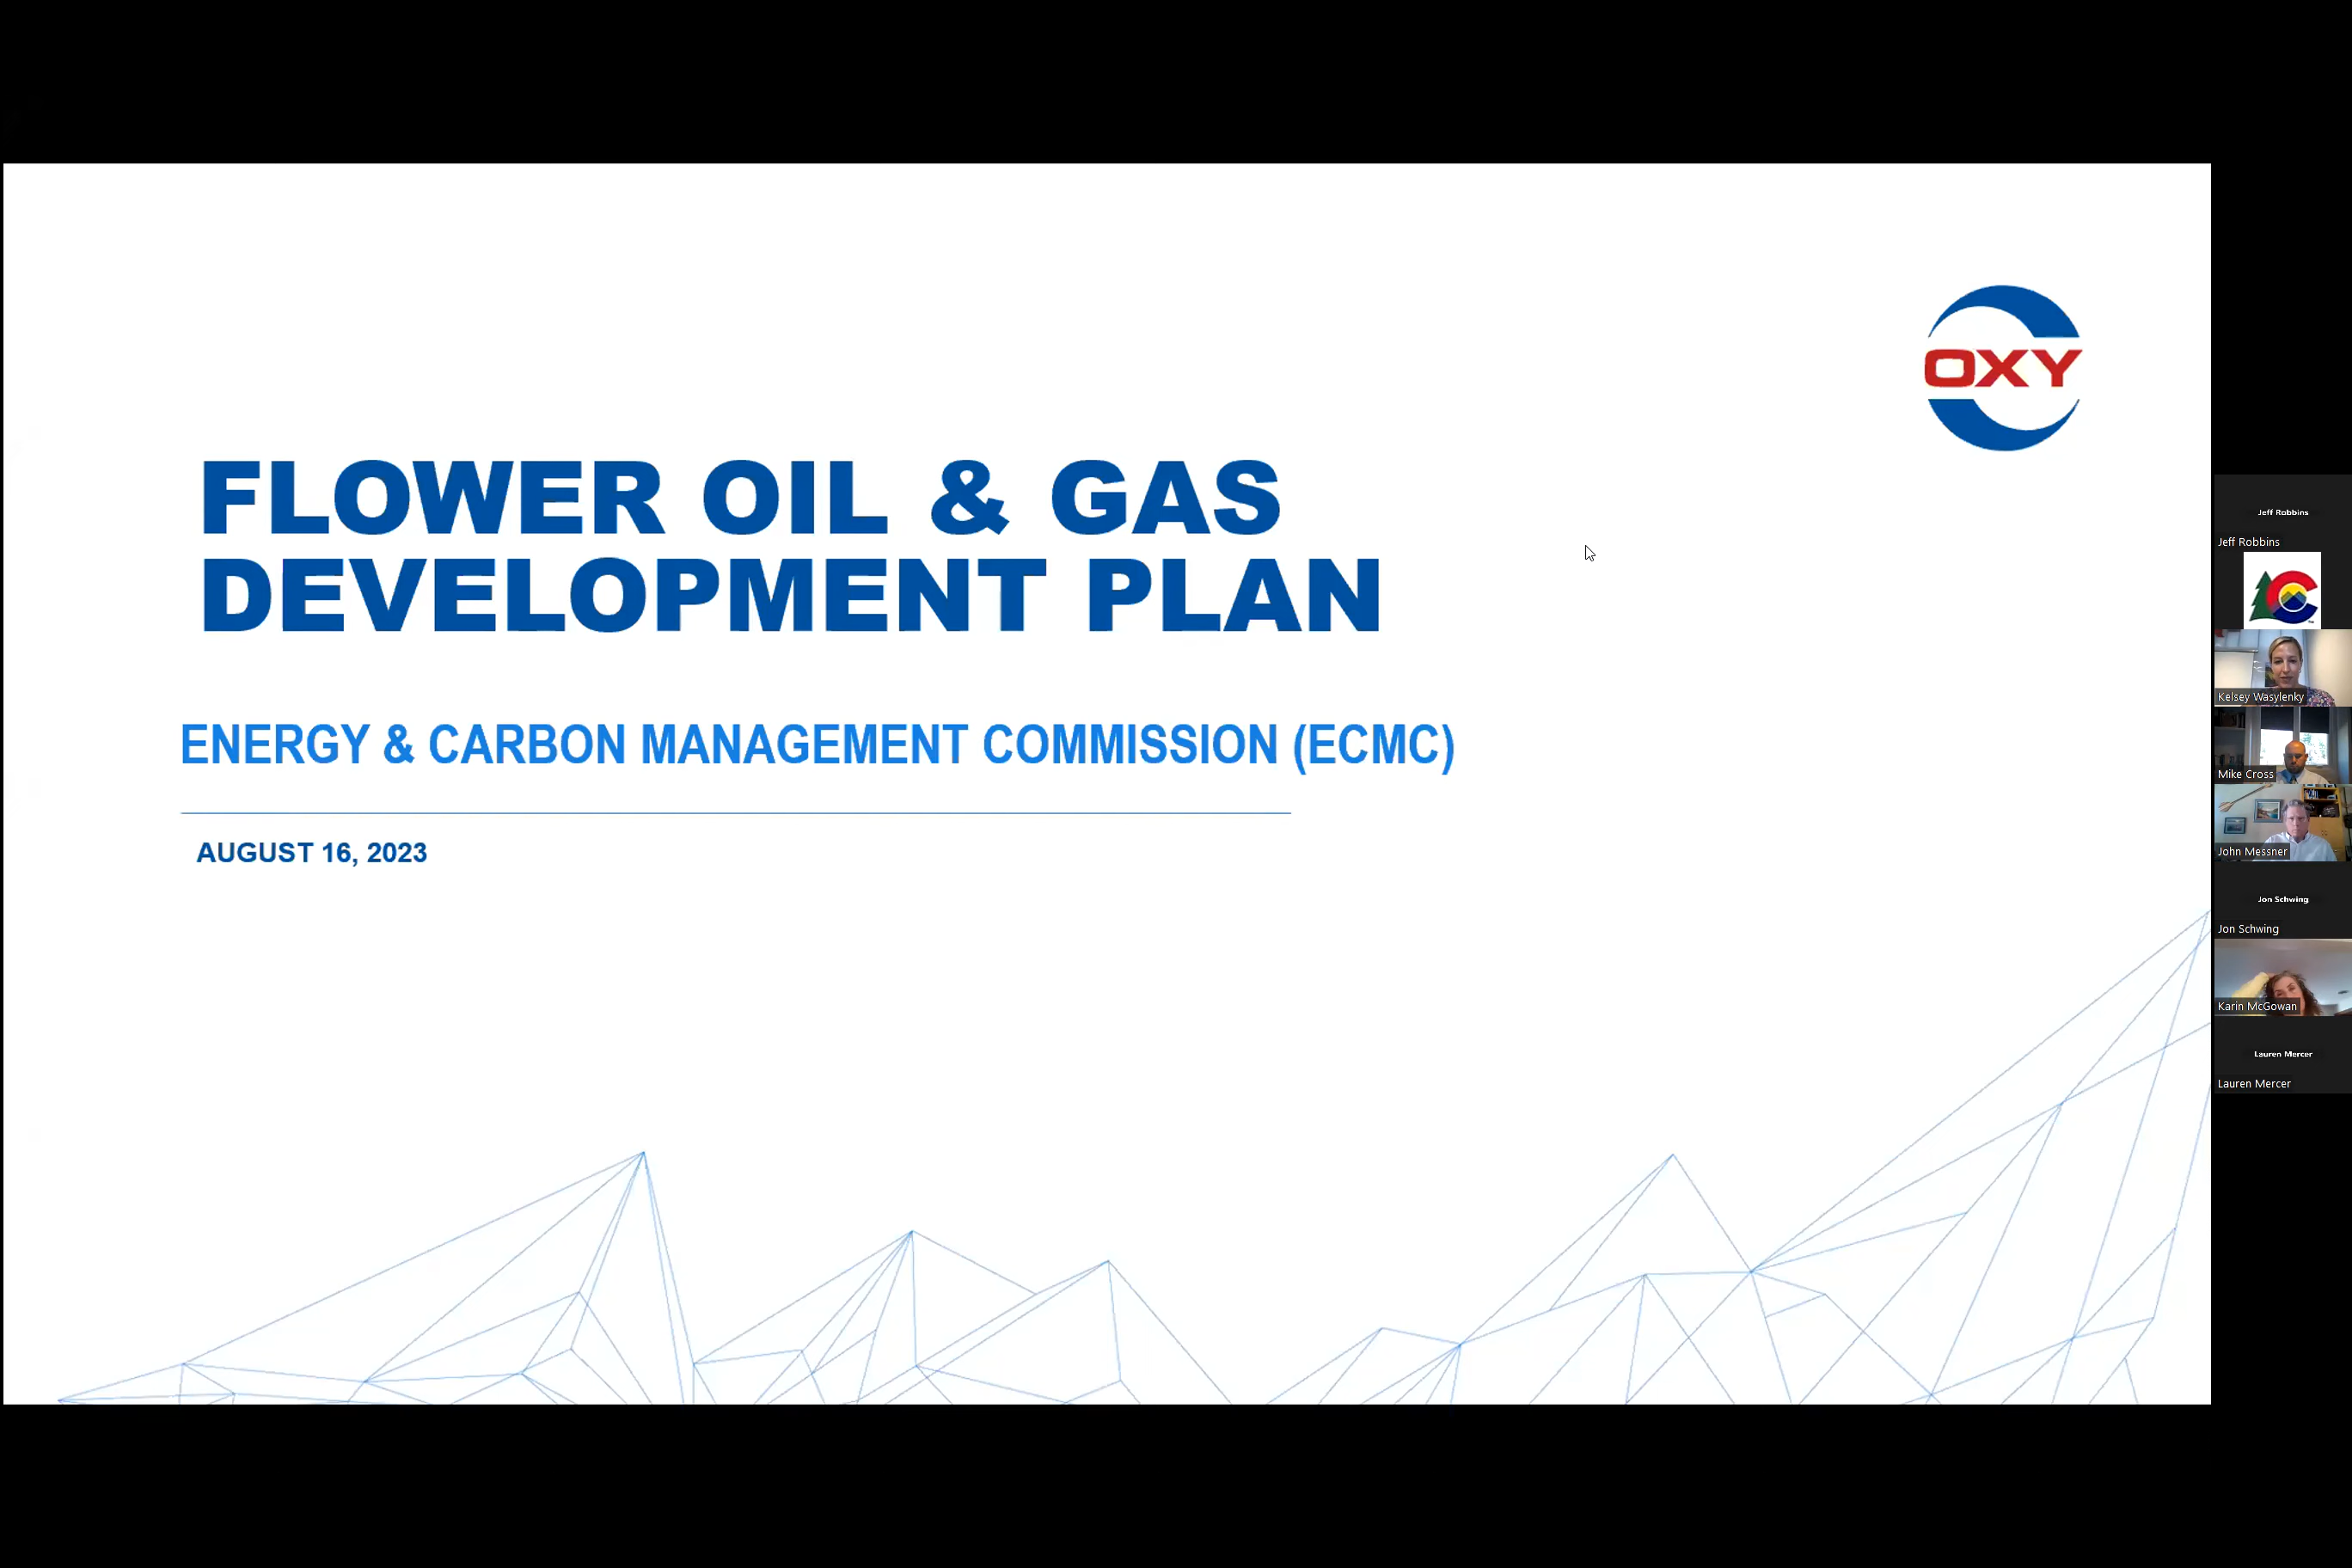 OXY
FLOWER OIL & GAS
DEVELOPMENT PLAN
ENERGY & CARBON MANAGEMENT COMMISSION (ECMC)
AUGUST 16, 2023
Jeff Robbins
Jeff Robbins
Kelsey Wasylenky
Mike Cross
John Messner
Jon Schwing
Jon Schwing
Karin McGowan
Lauren Mercer
Lauren Mercer